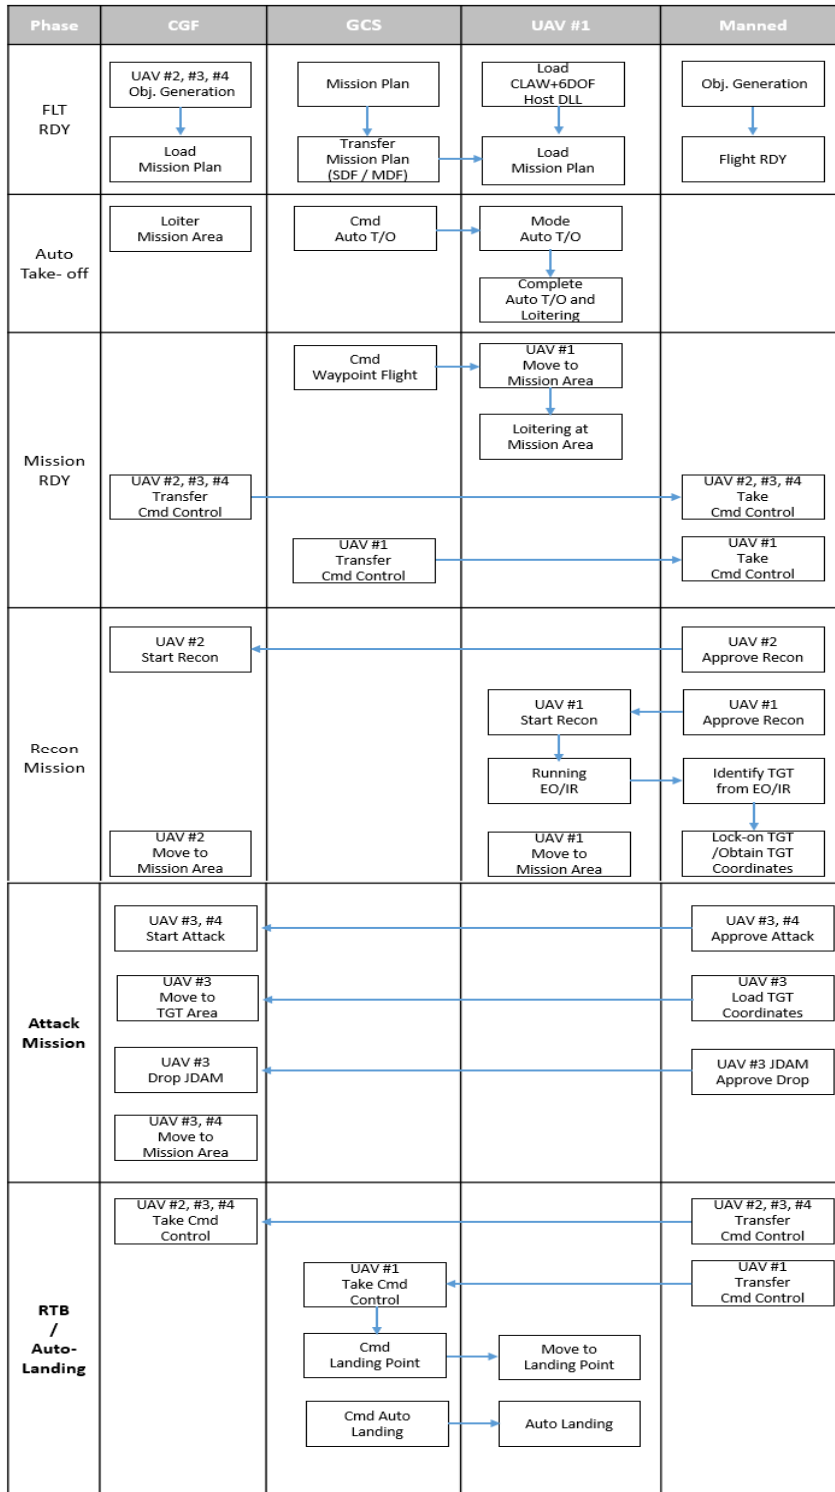 Phase
CGF
GCS
UAV #1
Manned
FLT
RDY
UAV #2, #3, #4
Obj. Generation
Mission Plan
Load
CLAW+6DOF
Host DLL
Obj. Generation
Load
Mission Plan
Transfer
Mission Plan
(SDF / MDF)
Load
Mission Plan
Flight RDY
Auto
Take- off
Loiter
Mission Area
Cmd
Auto T/O
Mode
Auto T/O
Complete
Auto T/O and
Loitering
Mission
RDY
Cmd
Waypoint Flight
UAV #1
Move to
Mission Area
Loitering at
Mission Area
UAV #2, #3, #4
Transfer
Cmd Control
UAV #2, #3, #4
Take
Cmd Control
UAV #1
Transfer
Cmd Control
UAV #1
Take
Cmd Control
Recon
Mission
UAV #2
Start Recon
UAV #2
Approve Recon
UAV #1
Start Recon
UAV #1
Approve Recon
Running
EO/IR
Identify TGT
from EO/IR
UAV #2
Move to
Mission Area
UAV #1
Move to
Mission Area
Lock-on TGT
/Obtain TGT
Coordinates
Attack
Mission
UAV #3, #4
Start Attack
UAV #3, #4
Approve Attack
UAV #3
Move to
TGT Area
UAV #3
Load TGT
Coordinates
UAV #3
Drop JDAM
UAV #3 JDAM
Approve Drop
UAV #3, #4
Move to
Mission Area
RTB
/
Auto-
Landing
UAV #2, #3, #4
Take Cmd
Control
UAV #2, #3, #4
Transfer
Cmd Control
UAV #1
Take Cmd
Control
UAV #1
Transfer
Cmd Control
Cmd
Landing Point
Move to
Landing Point
Cmd Auto
Landing
Auto Landing